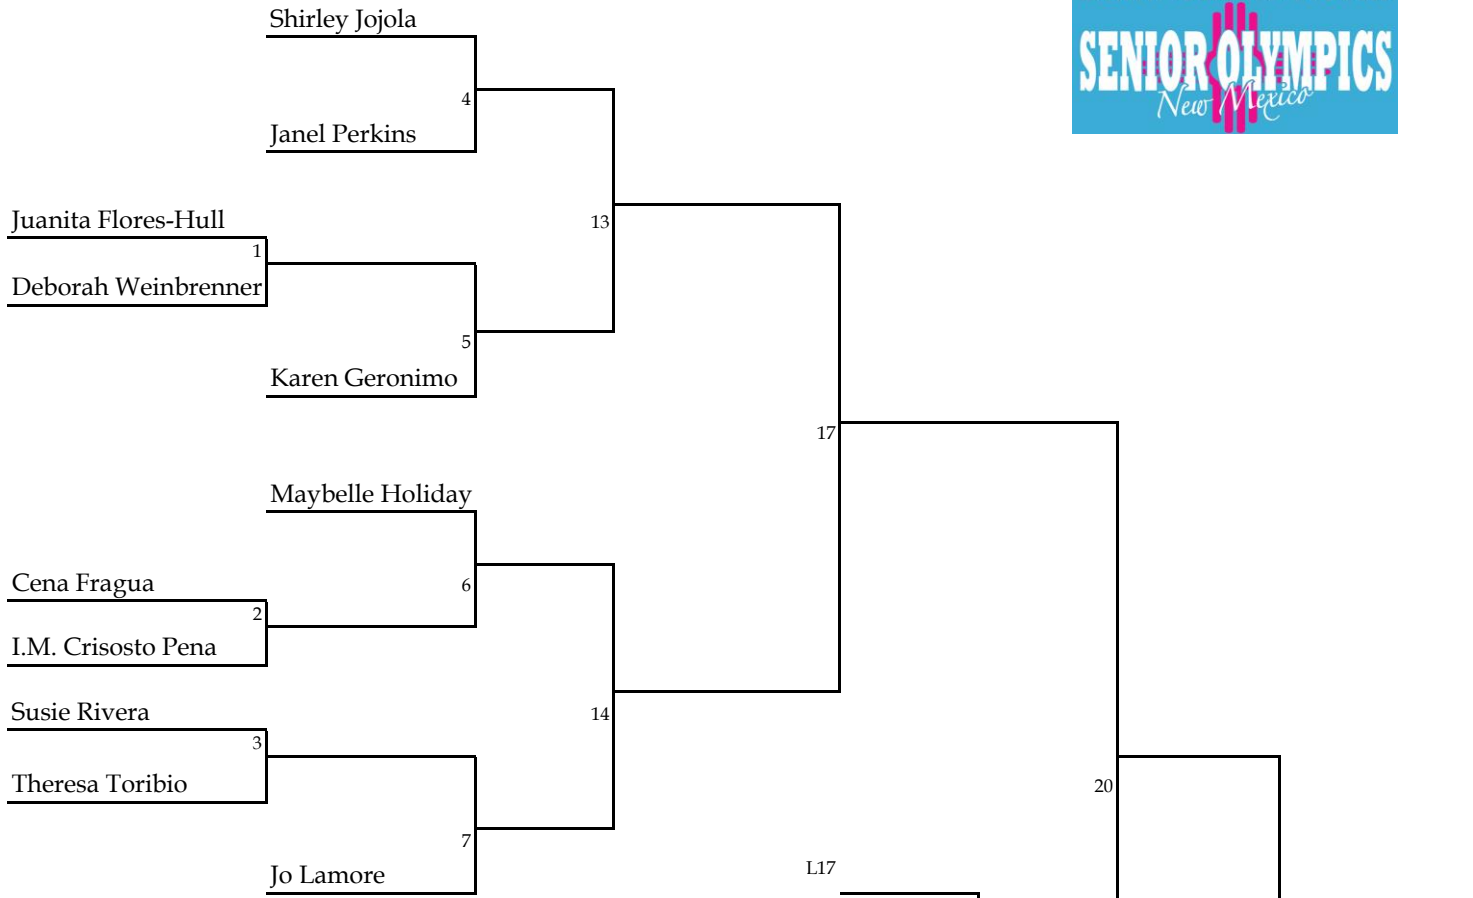 Shirley Jojola
SENIOR OLYMPICS
New Mexico
4
Janel Perkins
Juanita Flores-Hull
13
1
Deborah Weinbrenner
5
Karen Geronimo
17
Maybelle Holiday
Cena Fragua
6
2
I.M. Crisosto Pena
Susie Rivera
14
3
Theresa Toribio
20
7
L17
Jo Lamore